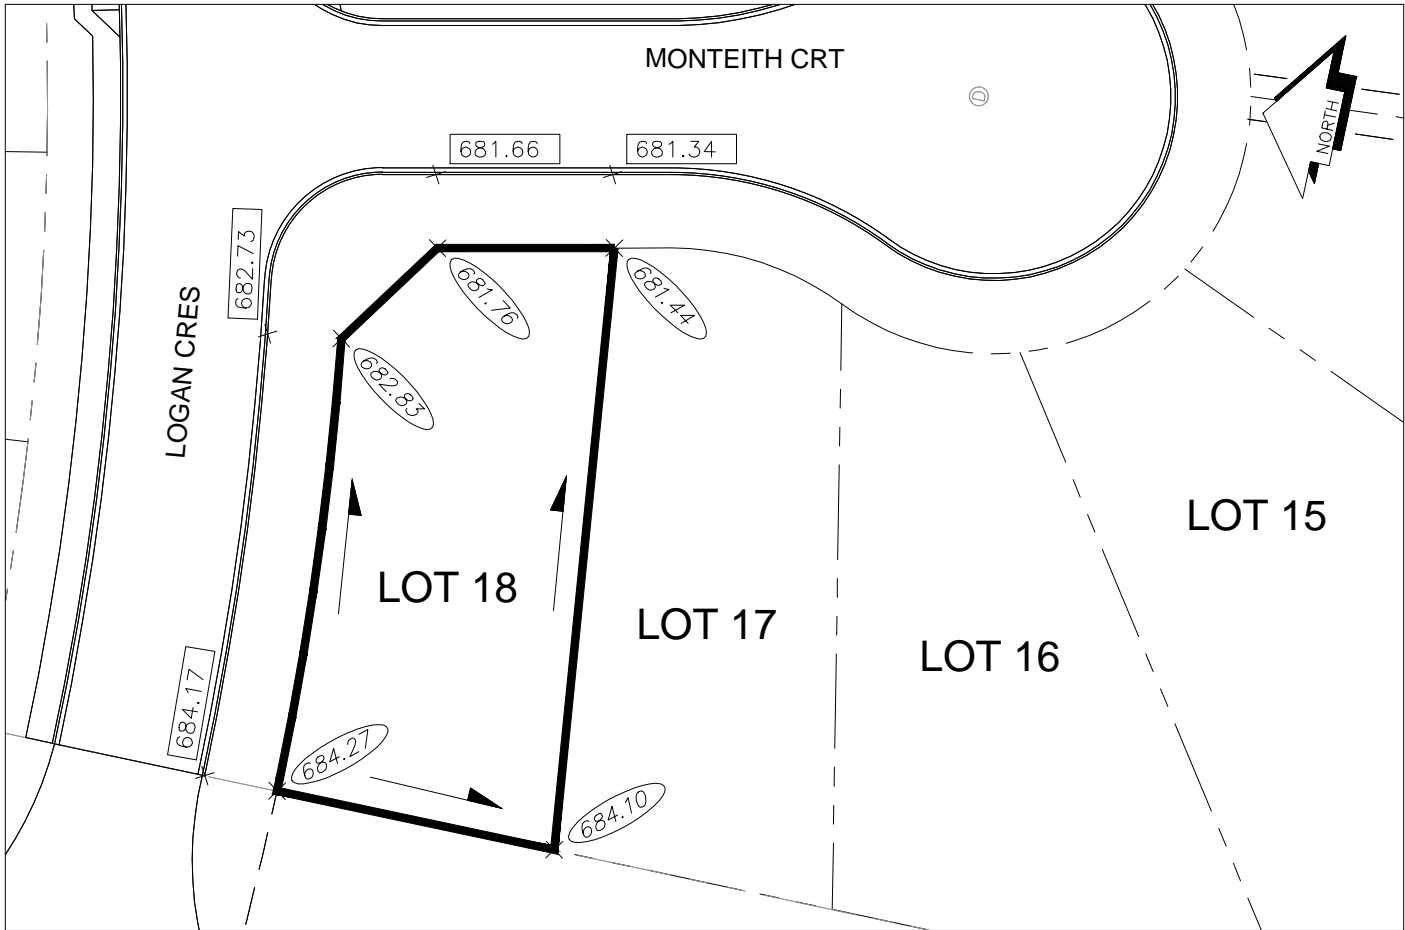 MONTEITH CRT
D
NORTH
681.66
681.34
682.73
681.76
681.44
LOGAN CRES
682.83
LOT 15
LOT 18
LOT 17
LOT 16
684.17
684.27
684.10